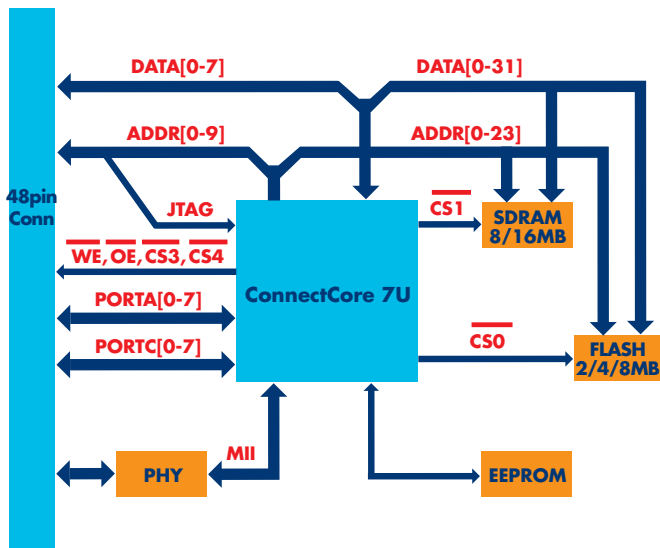 DATA[0-7]
DATA[0-31]
ADDR[0-9]
ADDR[0-23]
48pin
Conn
JTAG
CS1
SDRAM
8/16MB
WE, OE, CS3, CS4
ConnectCore 7U
PORTA[0-7]
CS0
PORTC[0-7]
FLASH
2/4/8MB
MII
PHY
EEPROM